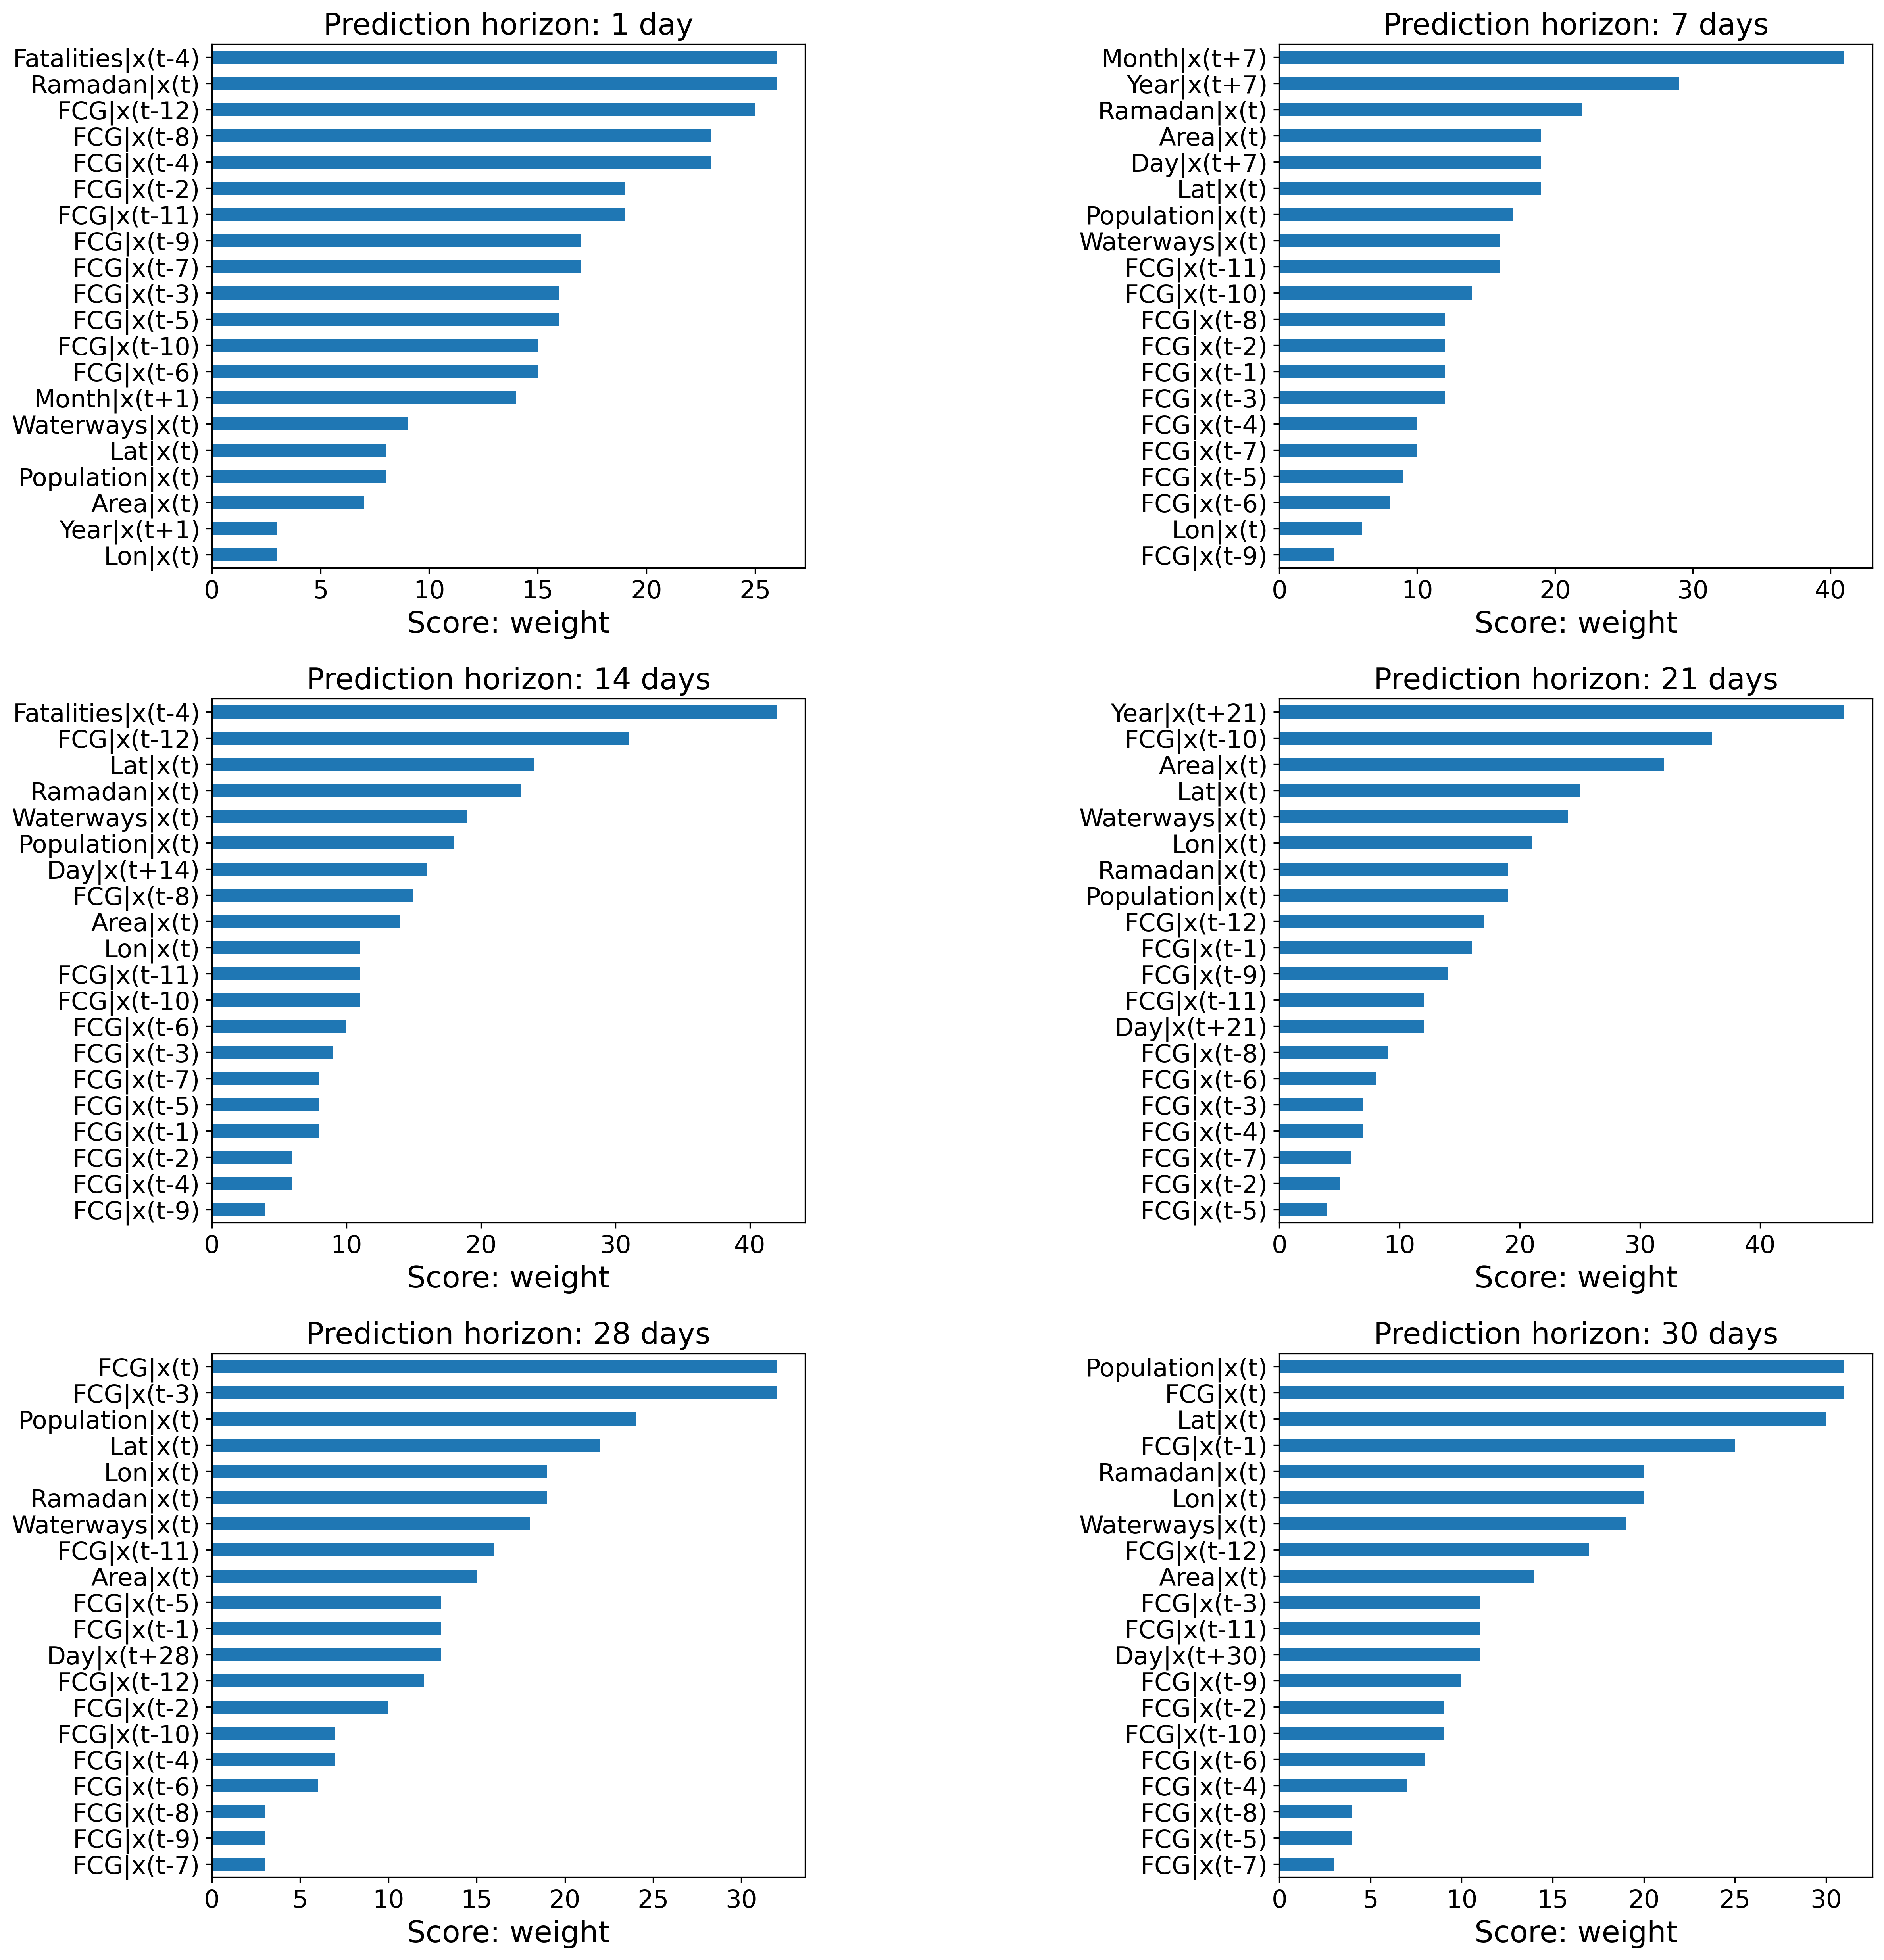 Prediction horizon: 1 day
Fatalities|x(t-4)
Ramadan|x(t)
FCG|x(t-12)
FCG|x(t-8)
FCG|x(t-4)
FCG|x(t-2)
FCG|x(t-11)
FCG|x(t-9)
FCG|x(t-7)
FCG|x(t-3)
FCG|x(t-5)
FCG|x(t-10)
FCG|x(t-6)
Month|x(t+1)
Waterways|x(t)
Lat|x(t)
Population|x(t)
Area|x(t)
Year|x(t+1)
Lon|x(t)
0 5 10 15 20 25
Score: weight
Prediction horizon: 7 days
Month|x(t+7)
Year|x(t+7)
Ramadan|x(t)
Area|x(t)
Day|x(t+7)
Lat|x(t)
Population|x(t)
Waterways|x(t)
FCG|x(t-11)
FCG|x(t-10)
FCG|x(t-8)
FCG|x(t-2)
FCG|x(t-1)
FCG|x(t-3)
FCG|x(t-4)
FCG|x(t-7)
FCG|x(t-5)
FCG|x(t-6)
Lon|x(t)
FCG|x(t-9)
0 10 20 30 40
Score: weight
Prediction horizon: 14 days
Fatalities|x(t-4)
FCG|x(t-12)
Lat|x(t)
Ramadan|x(t)
Waterways|x(t)
Population|x(t)
Day|x(t+14)
FCG|x(t-8)
Area|x(t)
Lon|x(t)
FCG|x(t-11)
FCG|x(t-10)
FCG|x(t-6)
FCG|x(t-3)
FCG|x(t-7)
FCG|x(t-5)
FCG|x(t-1)
FCG|x(t-2)
FCG|x(t-4)
FCG|x(t-9)
0 10 20 30 40
Score: weight
Prediction horizon: 21 days
Year|x(t+21)
FCG|x(t-10)
Area|x(t)
Lat|x(t)
Waterways|x(t)
Lon|x(t)
Ramadan|x(t)
Population|x(t)
FCG|x(t-12)
FCG|x(t-1)
FCG|x(t-9)
FCG|x(t-11)
Day|x(t+21)
FCG|x(t-8)
FCG|x(t-6)
FCG|x(t-3)
FCG|x(t-4)
FCG|x(t-7)
FCG|x(t-2)
FCG|x(t-5)
0 10 20 30 40
Score: weight
Prediction horizon: 28 days
FCG|x(t)
FCG|x(t-3)
Population|x(t)
Lat|x(t)
Lon|x(t)
Ramadan|x(t)
Waterways|x(t)
FCG|x(t-11)
Area|x(t)
FCG|x(t-5)
FCG|x(t-1)
Day|x(t+28)
FCG|x(t-12)
FCG|x(t-2)
FCG|x(t-10)
FCG|x(t-4)
FCG|x(t-6)
FCG|x(t-8)
FCG|x(t-9)
FCG|x(t-7)
0 5 10 15 20 25 30
Score: weight
Prediction horizon: 30 days
Population|x(t)
FCG|x(t)
Lat|x(t)
FCG|x(t-1)
Ramadan|x(t)
Lon|x(t)
Waterways|x(t)
FCG|x(t-12)
Area|x(t)
FCG|x(t-3)
FCG|x(t-11)
Day|x(t+30)
FCG|x(t-9)
FCG|x(t-2)
FCG|x(t-10)
FCG|x(t-6)
FCG|x(t-4)
FCG|x(t-8)
FCG|x(t-5)
FCG|x(t-7)
0 5 10 15 20 25 30
Score: weight